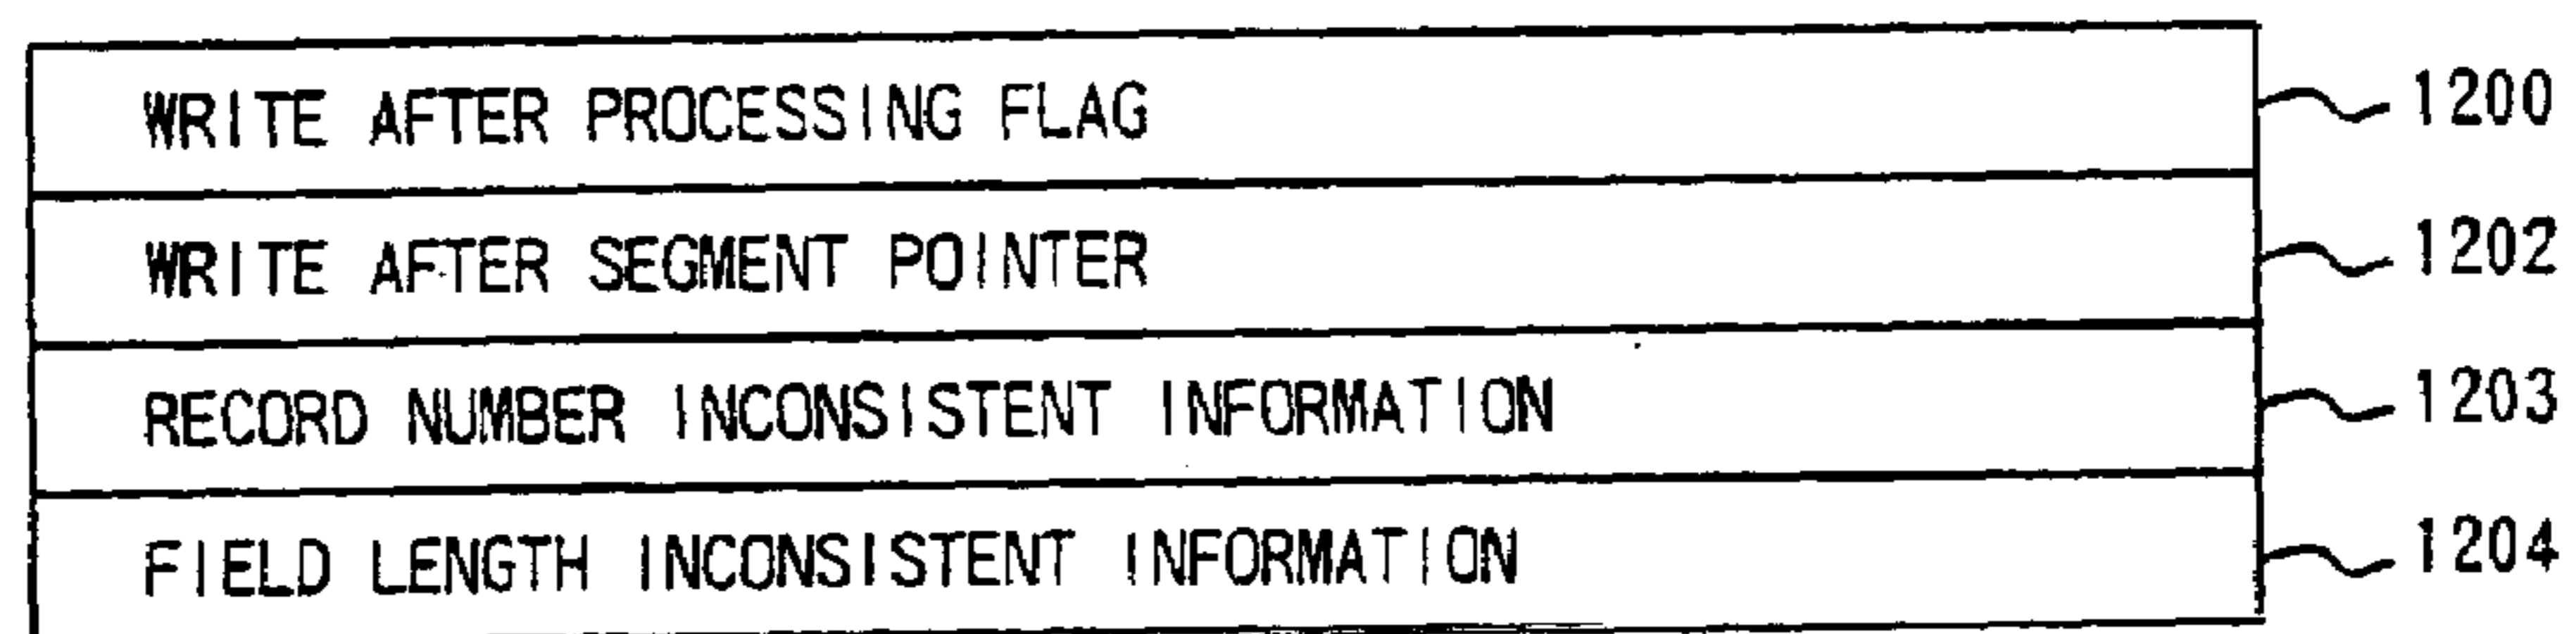 WRITE AFTER PROCESSING FLAG 1200
WRITE AFTER SEGMENT POINTER 1202
RECORD NUMBER INCONSISTENT INFORMATION 1203
FIELD LENGTH INCONSISTENT INFORMATION 1204